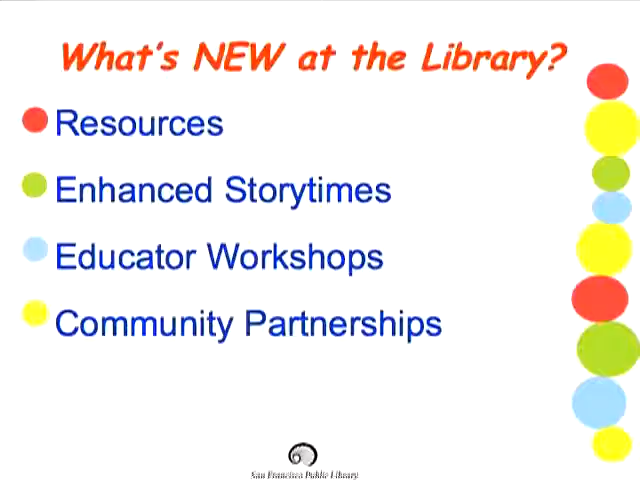 What's NEW at the Library?
Resources
Enhanced Storytimes
Educator Workshops
Community Partnerships
San Francisco Public Library